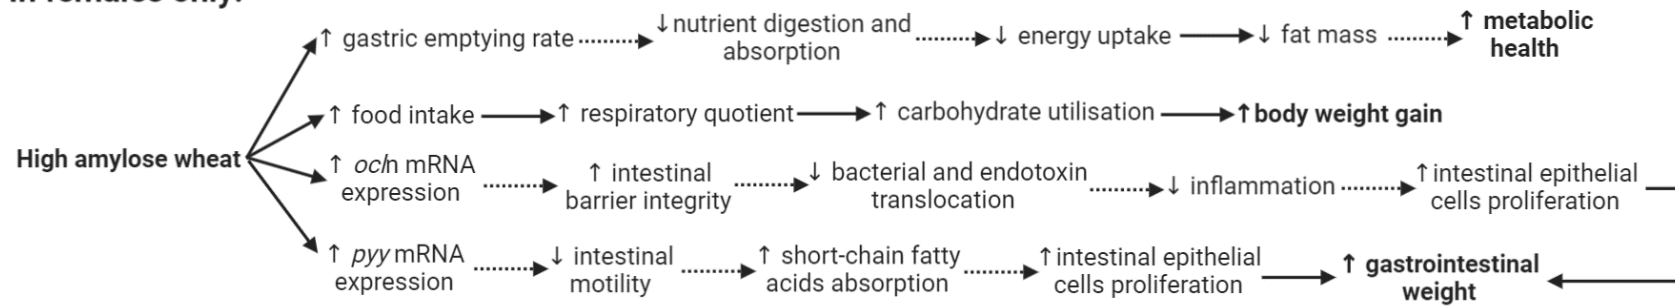 in females only:
↑ gastric emptying rate
↓ nutrient digestion and
absorption
↓ energy uptake
↓ fat mass
↑ metabolic
health
↑ food intake
↑ respiratory quotient
↑ carbohydrate utilisation
↑ body weight gain
High amylose wheat
↑ ocln mRNA
expression
↑ intestinal
barrier integrity
↓ bacterial and endotoxin
translocation
↓ inflammation
↑ intestinal epithelial
cells proliferation
↑ pyy mRNA
expression
↓ intestinal
motility
↑ short-chain fatty
acids absorption
↑ intestinal epithelial
cells proliferation
↑ gastrointestinal
weight